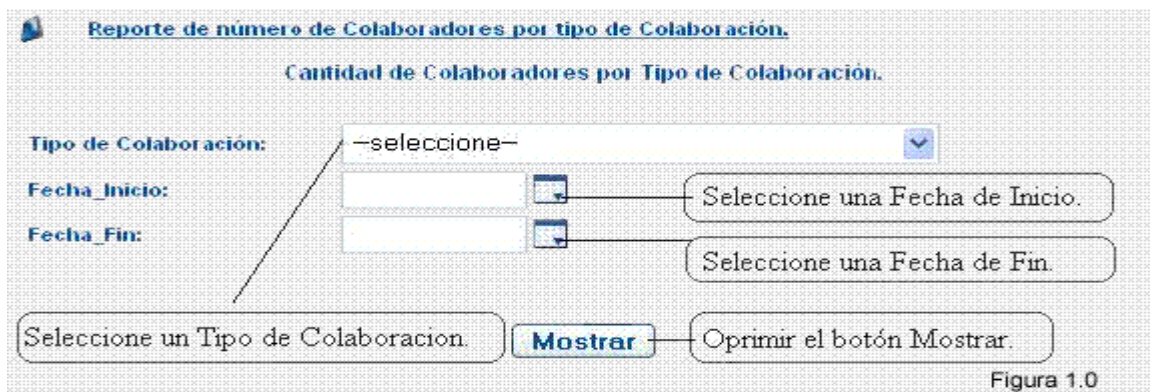 Reporte de número de Colaboradores por tipo de Colaboración.
Cantidad de Colaboradores por Tipo de Colaboración.
Tipo de Colaboración: --seleccione--
Fecha_Inicio: Seleccione una Fecha de Inicio.
Fecha_Fin:
Seleccione una Fecha de Fin.
Seleccione un Tipo de Colaboracion. Mostrar Oprimir el botón Mostrar.
Figura 1.0